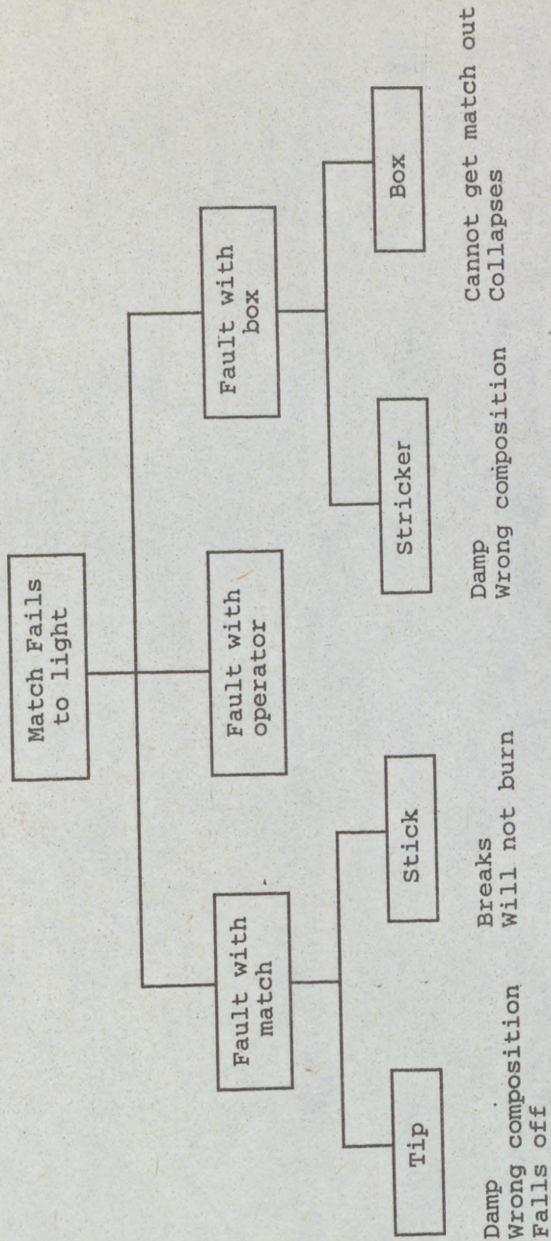 Match Fails
to light
Fault with
match
Fault with
operator
Fault with
box
Tip
Stick
Stricker
Box
Damp
Wrong composition
Falls off
Breaks
Will not burn
Damp
Wrong composition
Cannot get match out
Collapses